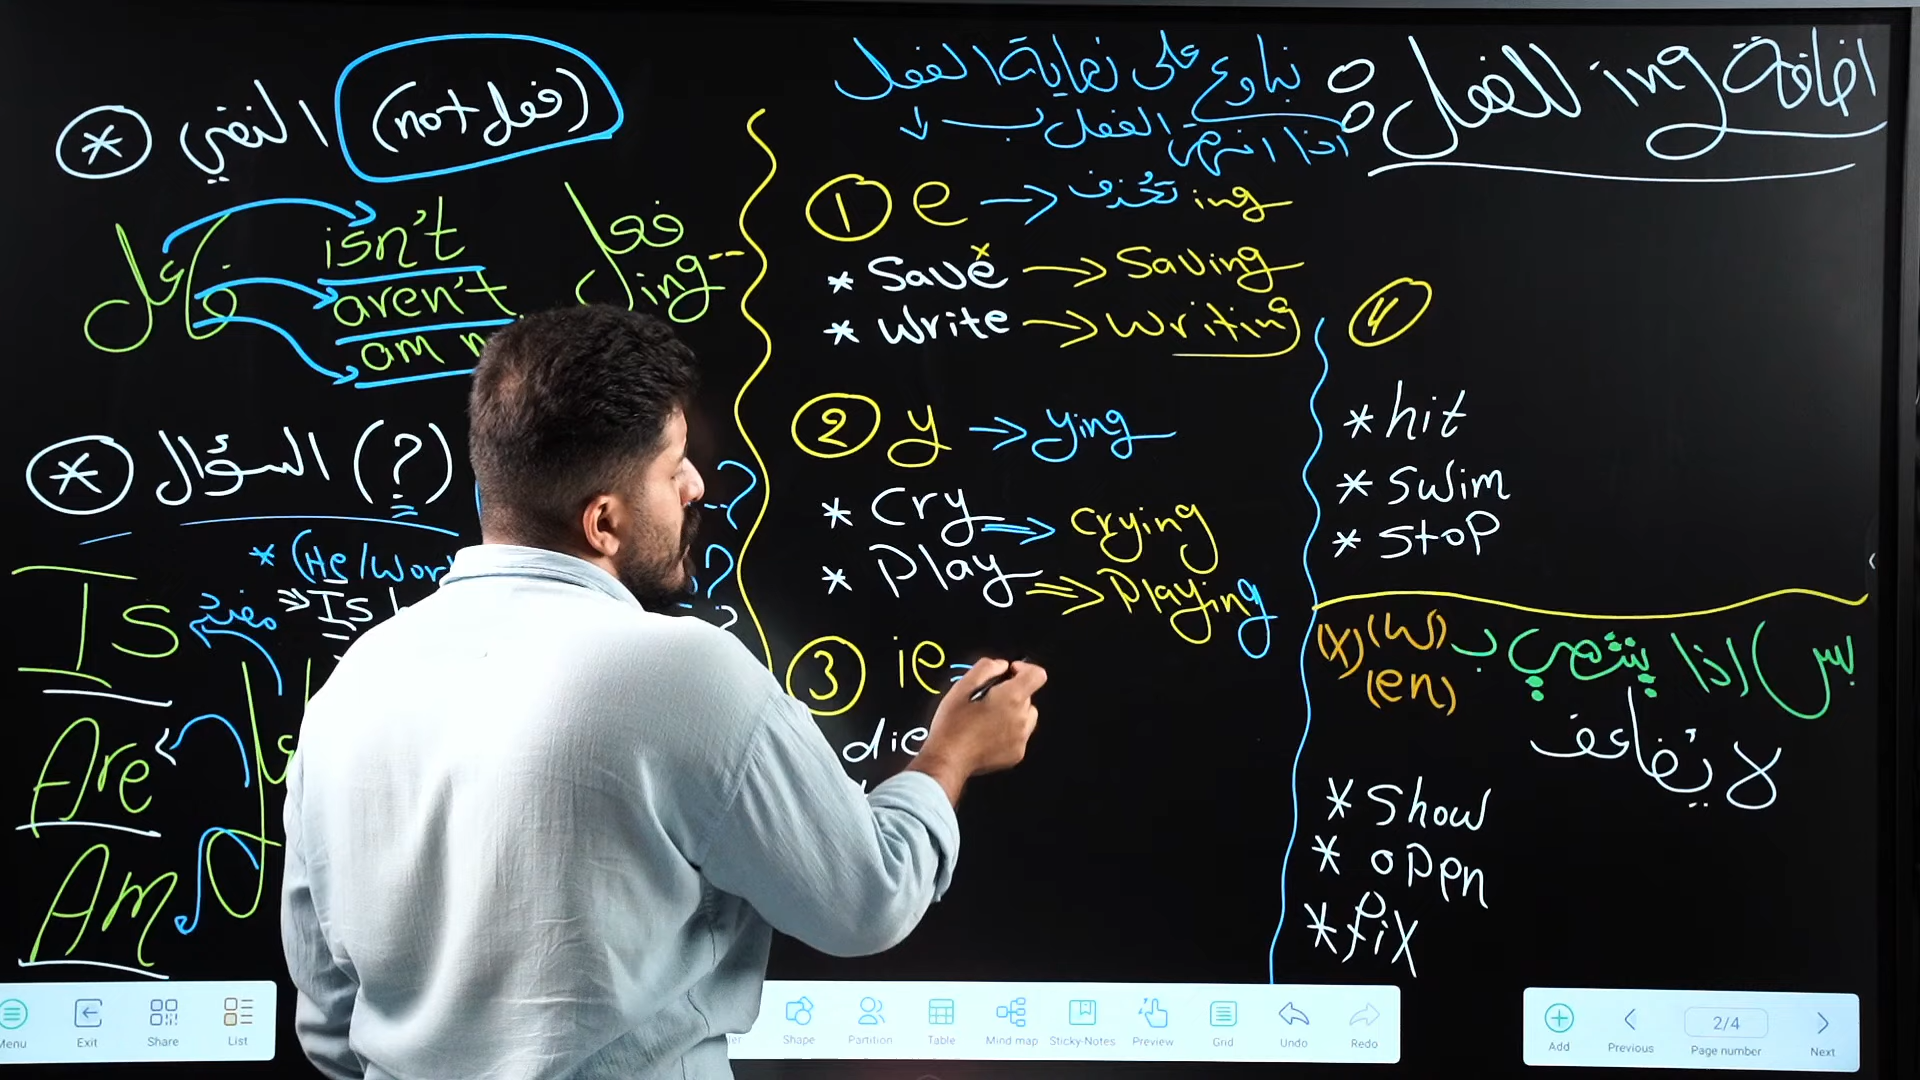 اضافة ing للفعل
نباوع على نهاية الفعل
اذا انتهى الفعل بـ ↓
① e → تحذف ing
* Save → Saving
* write → writing
② y → ying
* Cry ⇒ crying
* Play ⇒ Playing
③ ie
die
④
* hit
* swim
* stop
بس اذا ينتهي بـ (w) (x)
(en)
لا يُضاعف
* Show
* open
* fix
* النفي (not فعل)
فاعل
isn't
aren't
am
فعل
ing
* السؤال (?)
* (He/wor
⇒ Is
Is
مفرد
Are
Am
Menu
Exit
Share
List
Shape
Partition
Table
Mind map
Sticky-Notes
Preview
Grid
Undo
Redo
Add
Previous
2/4
Page number
Next